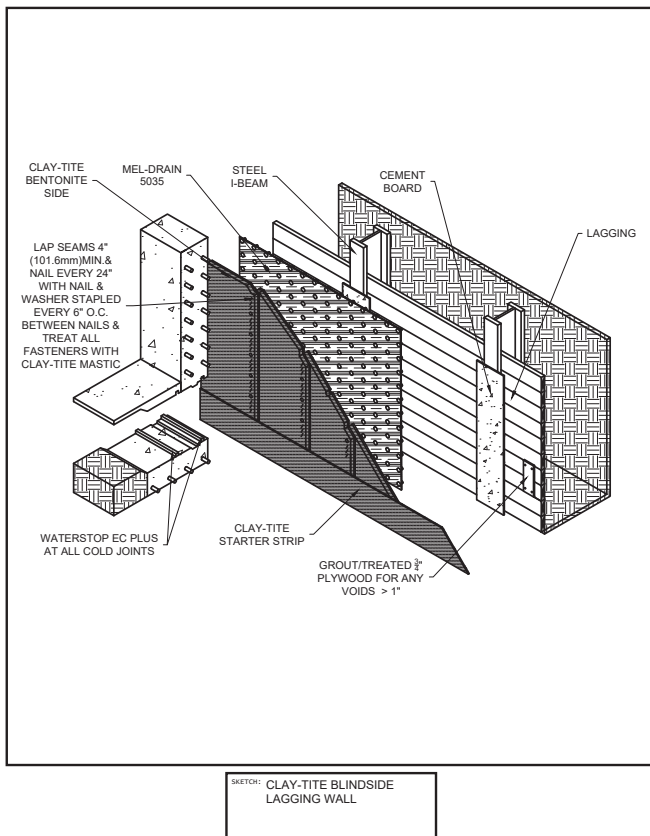 CLAY-TITE
BENTONITE
SIDE
MEL-DRAIN
5035
STEEL
I-BEAM
CEMENT
BOARD
LAGGING
LAP SEAMS 4"
(101.6mm)MIN.&
NAIL EVERY 24"
WITH NAIL &
WASHER STAPLED
EVERY 6" O.C.
BETWEEN NAILS &
TREAT ALL
FASTENERS WITH
CLAY-TITE MASTIC
WATERSTOP EC PLUS
AT ALL COLD JOINTS
CLAY-TITE
STARTER STRIP
GROUT/TREATED 3/4"
PLYWOOD FOR ANY
VOIDS > 1"
SKETCH: CLAY-TITE BLINDSIDE
LAGGING WALL